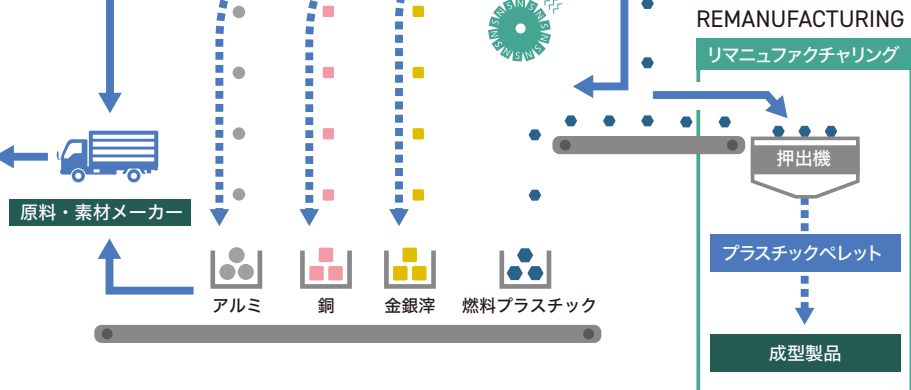 REMANUFACTURING
リマニュファクチャリング
押出機
原料・素材メーカー
プラスチックペレット
アルミ
銅
金銀滓
燃料プラスチック
成型製品